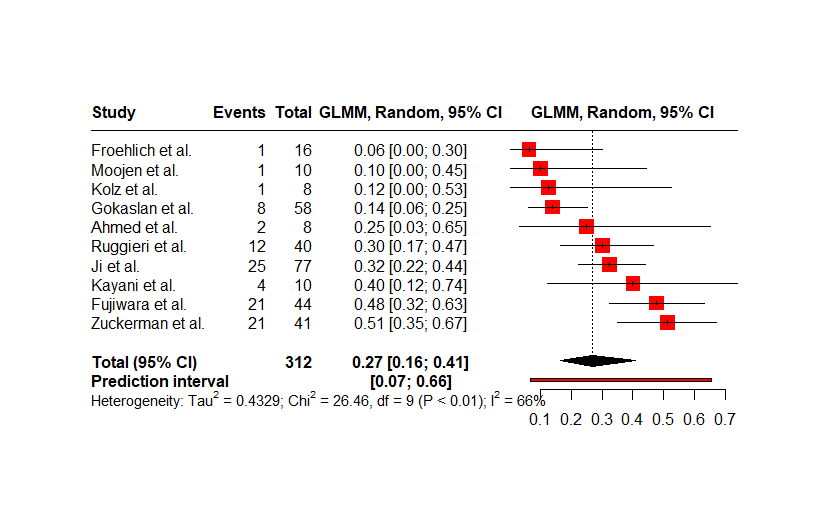 Study Events Total GLMM, Random, 95% CI GLMM, Random, 95% CI
Froehlich et al. 1 16 0.06 [0.00; 0.30]
Moojen et al. 1 10 0.10 [0.00; 0.45]
Kolz et al. 1 8 0.12 [0.00; 0.53]
Gokaslan et al. 8 58 0.14 [0.06; 0.25]
Ahmed et al. 2 8 0.25 [0.03; 0.65]
Ruggieri et al. 12 40 0.30 [0.17; 0.47]
Ji et al. 25 77 0.32 [0.22; 0.44]
Kayani et al. 4 10 0.40 [0.12; 0.74]
Fujiwara et al. 21 44 0.48 [0.32; 0.63]
Zuckerman et al. 21 41 0.51 [0.35; 0.67]
Total (95% CI) 312 0.27 [0.16; 0.41]
Prediction interval [0.07; 0.66]
Heterogeneity: Tau² = 0.4329; Chi² = 26.46, df = 9 (P < 0.01); I² = 66%
0.1 0.2 0.3 0.4 0.5 0.6 0.7